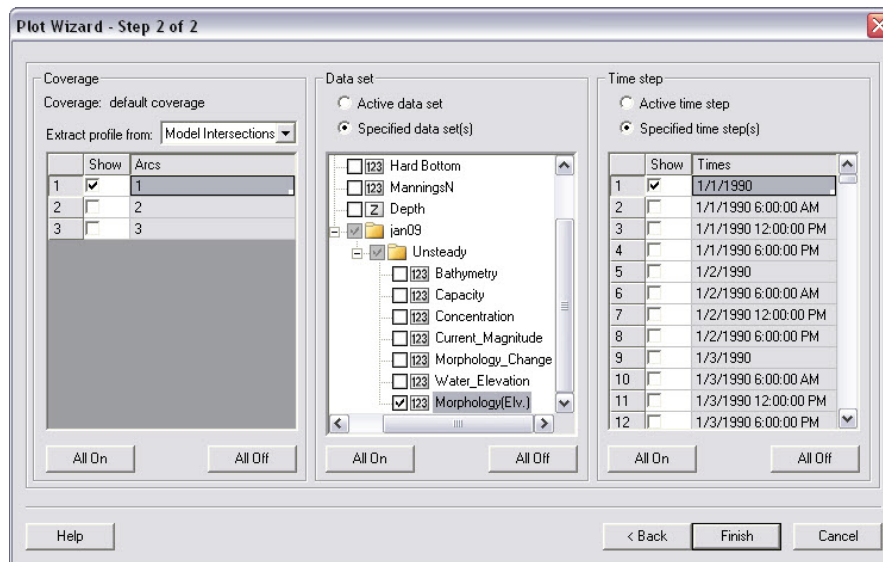 Plot Wizard - Step 2 of 2
Coverage
Coverage: default coverage
Extract profile from: Model Intersections
Show Arcs
1 1
2 2
3 3
All On All Off
Data set
Active data set
Specified data set(s)
123 Hard Bottom
123 ManningsN
Z Depth
jan09
Unsteady
123 Bathymetry
123 Capacity
123 Concentration
123 Current_Magnitude
123 Morphology_Change
123 Water_Elevation
123 Morphology(Elv.)
All On All Off
Time step
Active time step
Specified time step(s)
Show Times
1 1/1/1990
2 1/1/1990 6:00:00 AM
3 1/1/1990 12:00:00 PM
4 1/1/1990 6:00:00 PM
5 1/2/1990
6 1/2/1990 6:00:00 AM
7 1/2/1990 12:00:00 PM
8 1/2/1990 6:00:00 PM
9 1/3/1990
10 1/3/1990 6:00:00 AM
11 1/3/1990 12:00:00 PM
12 1/3/1990 6:00:00 PM
All On All Off
Help < Back Finish Cancel